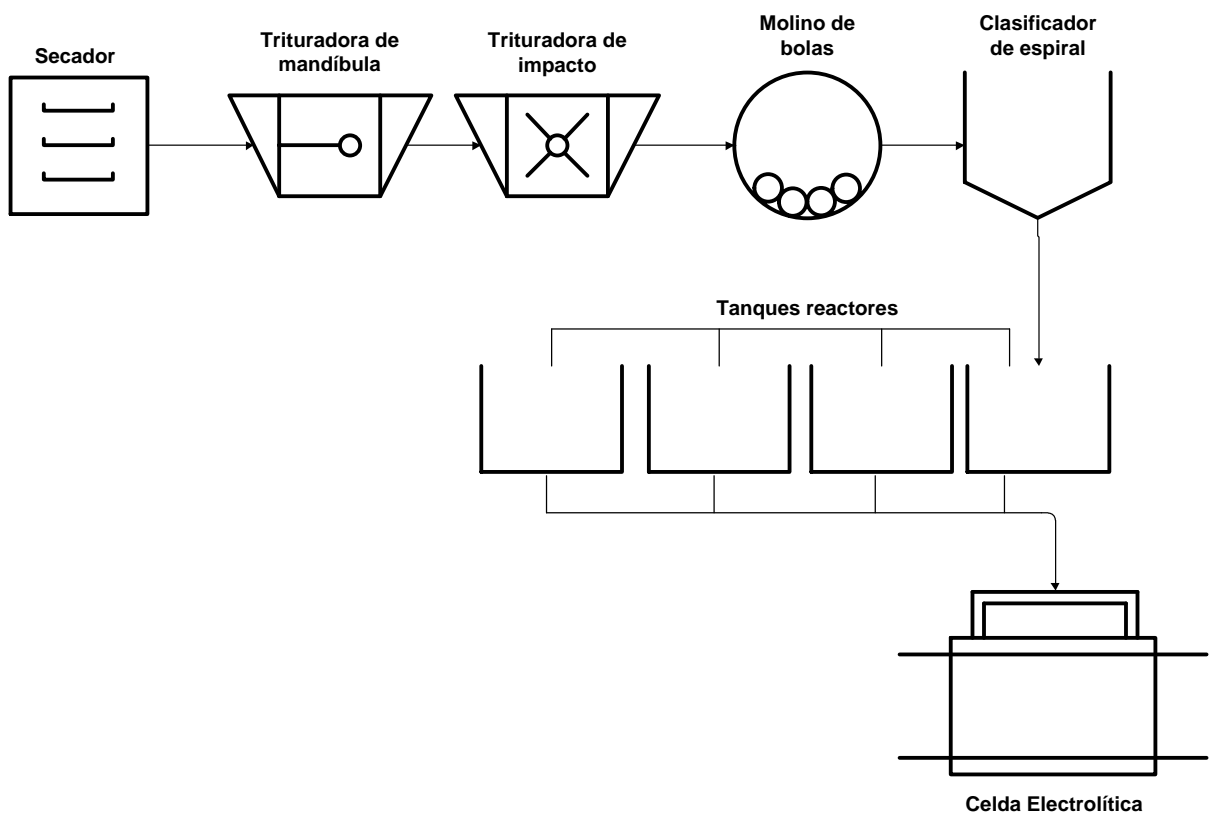 Secador
Trituradora de
mandíbula
Trituradora de
impacto
Molino de
bolas
Clasificador
de espiral
Tanques reactores
Celda Electrolítica